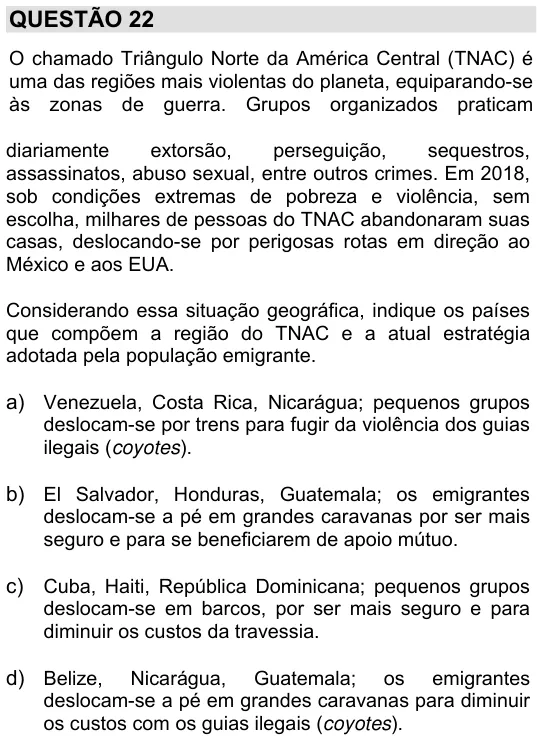 QUESTÃO 22
O chamado Triângulo Norte da América Central (TNAC) é
uma das regiões mais violentas do planeta, equiparando-se
às zonas de guerra. Grupos organizados praticam
diariamente extorsão, perseguição, sequestros,
assassinatos, abuso sexual, entre outros crimes. Em 2018,
sob condições extremas de pobreza e violência, sem
escolha, milhares de pessoas do TNAC abandonaram suas
casas, deslocando-se por perigosas rotas em direção ao
México e aos EUA.
Considerando essa situação geográfica, indique os países
que compõem a região do TNAC e a atual estratégia
adotada pela população emigrante.
a) Venezuela, Costa Rica, Nicarágua; pequenos grupos
deslocam-se por trens para fugir da violência dos guias
ilegais (coyotes).
b) El Salvador, Honduras, Guatemala; os emigrantes
deslocam-se a pé em grandes caravanas por ser mais
seguro e para se beneficiarem de apoio mútuo.
c) Cuba, Haiti, República Dominicana; pequenos grupos
deslocam-se em barcos, por ser mais seguro e para
diminuir os custos da travessia.
d) Belize, Nicarágua, Guatemala; os emigrantes
deslocam-se a pé em grandes caravanas para diminuir
os custos com os guias ilegais (coyotes).